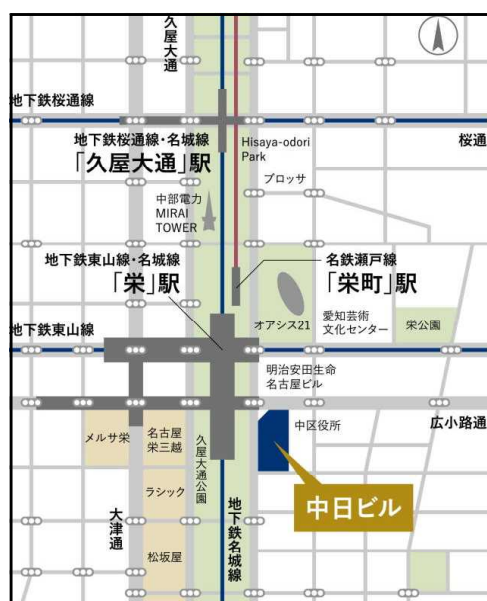 久屋大通
地下鉄桜通線
桜通
地下鉄桜通線・名城線
「久屋大通」駅
Hisaya-odori
Park
ブロッサ
中部電力
MIRAI
TOWER
地下鉄東山線・名城線
「栄」駅
名鉄瀬戸線
「栄町」駅
オアシス21
愛知芸術
文化センター
栄公園
地下鉄東山線
明治安田生命
名古屋ビル
広小路通
メルサ栄
名古屋
栄三越
久屋大通公園
中区役所
ラシック
中日ビル
大津通
地下鉄名城線
松坂屋